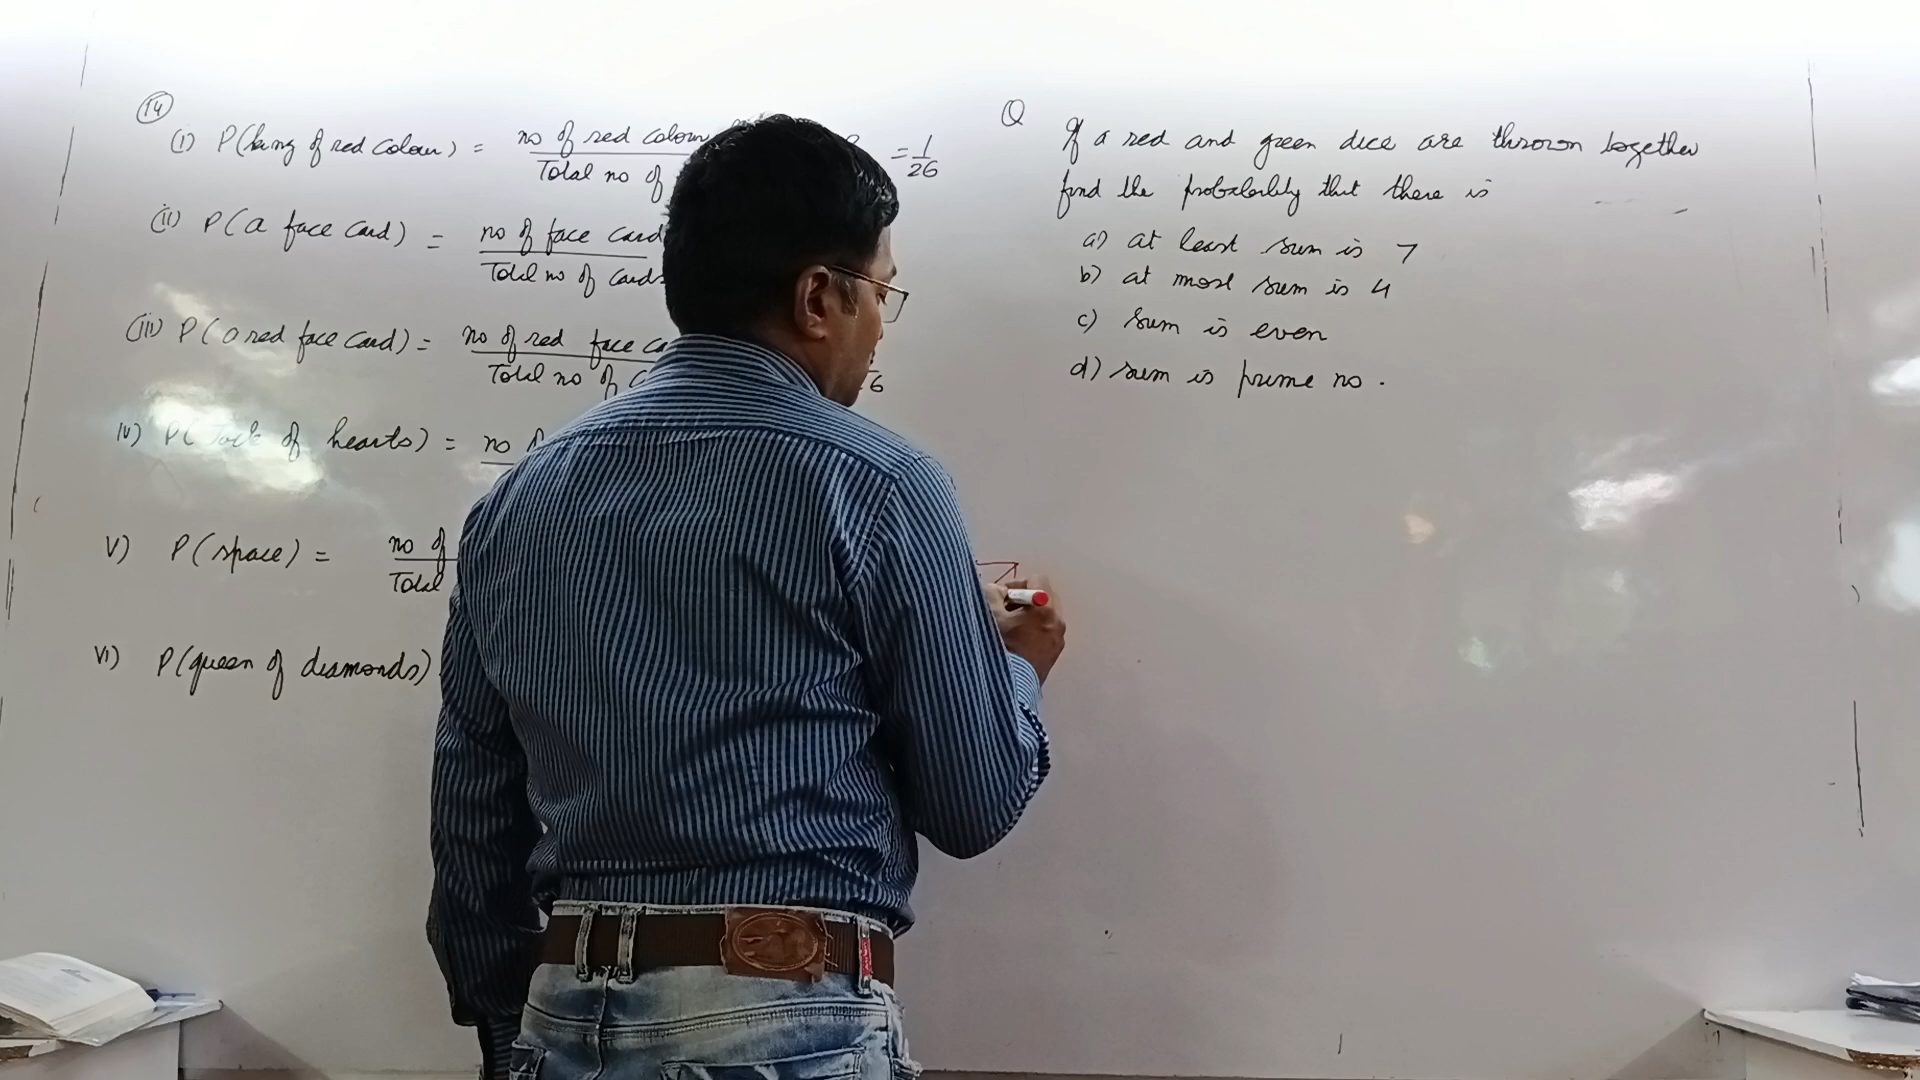 14
(i) P(king of red colour) = no of red colour
Total no of
= 1/26
(ii) P(a face card) = no of face card
Total no of cards
(iii) P(a red face card) = no of red face ca
Total no of c
6
iv) P(Jack of hearts) = no of
v) P(space) = no of
Total
vi) P(queen of diamonds)
Q If a red and green dice are thrown together
find the probability that there is
a) at least sum is 7
b) at most sum is 4
c) sum is even
d) sum is prime no.